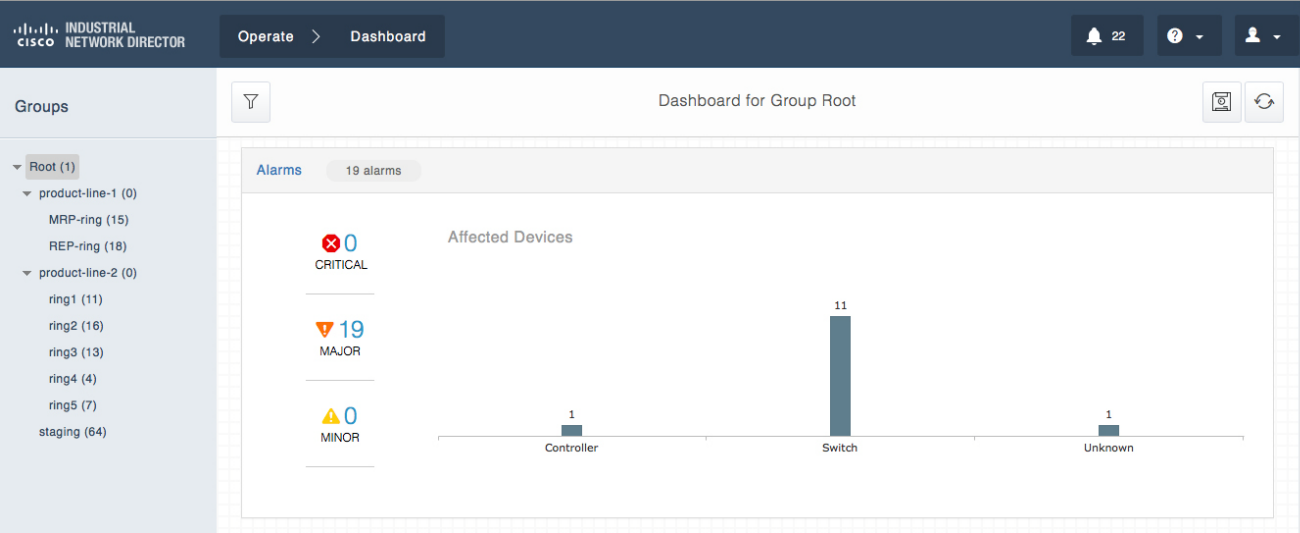 INDUSTRIAL
CISCO NETWORK DIRECTOR
Operate > Dashboard
22
?
Groups
Dashboard for Group Root
Root (1)
product-line-1 (0)
MRP-ring (15)
REP-ring (18)
product-line-2 (0)
ring1 (11)
ring2 (16)
ring3 (13)
ring4 (4)
ring5 (7)
staging (64)
Alarms 19 alarms
0
CRITICAL
19
MAJOR
0
MINOR
Affected Devices
1
11
1
Controller Switch Unknown